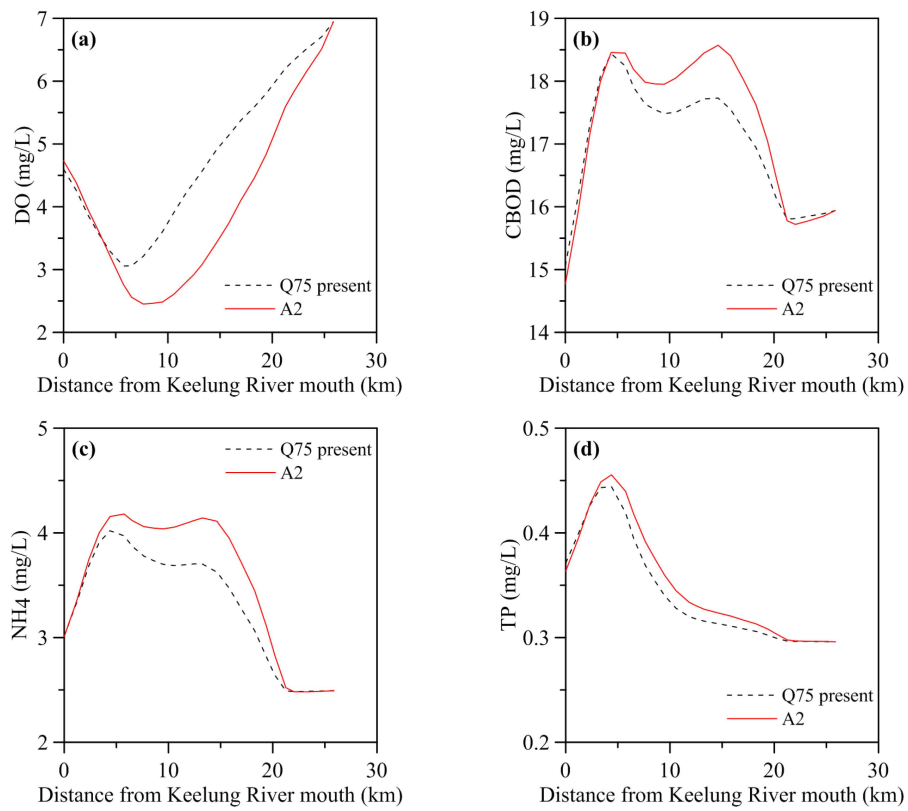 (a)
DO (mg/L)
7
6
5
4
3
2
Q75 present
A2
0 10 20 30
Distance from Keelung River mouth (km)
(b)
CBOD (mg/L)
19
18
17
16
15
14
Q75 present
A2
0 10 20 30
Distance from Keelung River mouth (km)
(c)
NH4 (mg/L)
5
4
3
2
Q75 present
A2
0 10 20 30
Distance from Keelung River mouth (km)
(d)
TP (mg/L)
0.5
0.4
0.3
0.2
Q75 present
A2
0 10 20 30
Distance from Keelung River mouth (km)